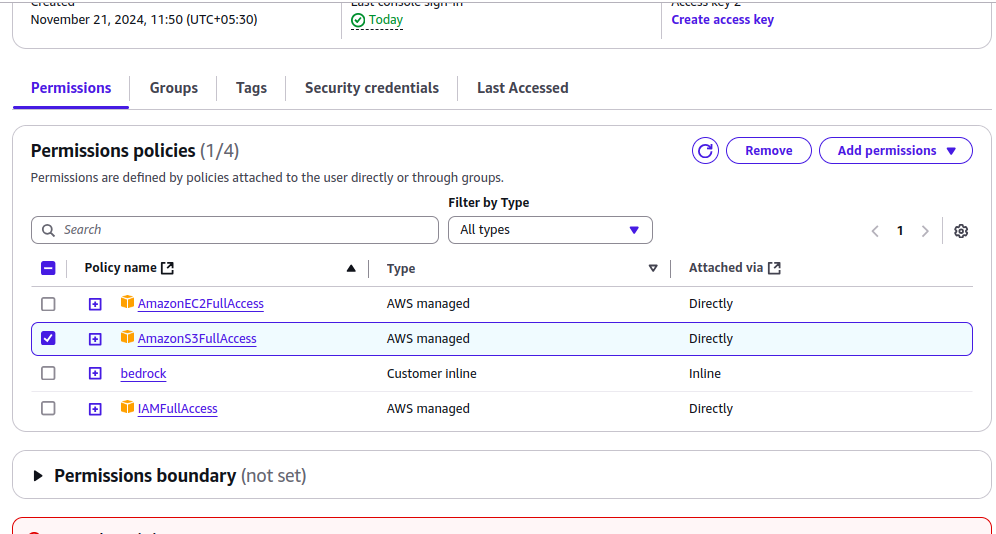 Created
Last console sign-in
Access key 2
November 21, 2024, 11:50 (UTC+05:30)
Today
Create access key
Permissions
Groups
Tags
Security credentials
Last Accessed
Permissions policies (1/4)
Remove
Add permissions
Permissions are defined by policies attached to the user directly or through groups.
Filter by Type
Search
All types
1
Policy name
Type
Attached via
AmazonEC2FullAccess
AWS managed
Directly
AmazonS3FullAccess
AWS managed
Directly
bedrock
Customer inline
Inline
IAMFullAccess
AWS managed
Directly
Permissions boundary (not set)